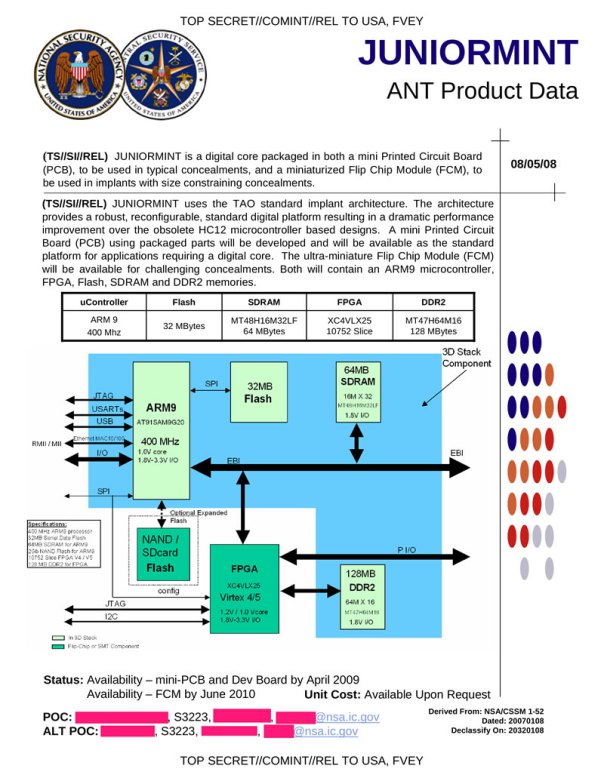 TOP SECRET//COMINT//REL TO USA, FVEY
NATIONAL SECURITY AGENCY
UNITED STATES OF AMERICA
JUNIORMINT
ANT Product Data
08/05/08
(TS//SI//REL) JUNIORMINT is a digital core packaged in both a mini Printed Circuit Board
(PCB), to be used in typical concealments, and a miniaturized Flip Chip Module (FCM), to
be used in implants with size constraining concealments.
(TS//SI//REL) JUNIORMINT uses the TAO standard implant architecture. The architecture
provides a robust, reconfigurable, standard digital platform resulting in a dramatic performance
improvement over the obsolete HC12 microcontroller based designs. A mini Printed Circuit
Board (PCB) using packaged parts will be developed and will be available as the standard
platform for applications requiring a digital core. The ultra-miniature Flip Chip Module (FCM)
will be available for challenging concealments. Both will contain an ARM9 microcontroller,
FPGA, Flash, SDRAM and DDR2 memories.
uController Flash SDRAM FPGA DDR2
ARM 9 400 Mhz
32 MBytes
MT48H16M32LF 64 MBytes
XC4VLX25 10752 Slice
MT47H64M16 128 MBytes
3D Stack
Component
JTAG
USARTs
USB
RMII / MII
Ethernet MAC 10/100
I/O
SPI
ARM9
AT91SAM9G20
400 MHz
1.0V core
1.8V-3.3V I/O
SPI
32MB
Flash
64MB
SDRAM
16M X 32
MT48H16M32LF
1.8V I/O
EBI
EBI
Optional Expanded
Flash
NAND /
SDcard
Flash
config
Specifications:
400 MHz ARM9 processor
32MB Serial Data Flash
64MB SDRAM for ARM9
2Gb NAND Flash for ARM9
10752 Slice FPGA V4 / V5
128 MB DDR2 for FPGA
FPGA
XC4VLX25
Virtex 4/5
1.2V / 1.0 Vcore
1.8V-3.3V I/O
P I/O
128MB
DDR2
64M X 16
MT47H64M16
1.8V I/O
JTAG
I2C
In 3D Stack
Flip-Chip or SMT Component
Status: Availability – mini-PCB and Dev Board by April 2009
Availability – FCM by June 2010 Unit Cost: Available Upon Request
POC: , S3223, , @nsa.ic.gov
ALT POC: , S3223, , @nsa.ic.gov
Derived From: NSA/CSSM 1-52
Dated: 20070108
Declassify On: 20320108
TOP SECRET//COMINT//REL TO USA, FVEY